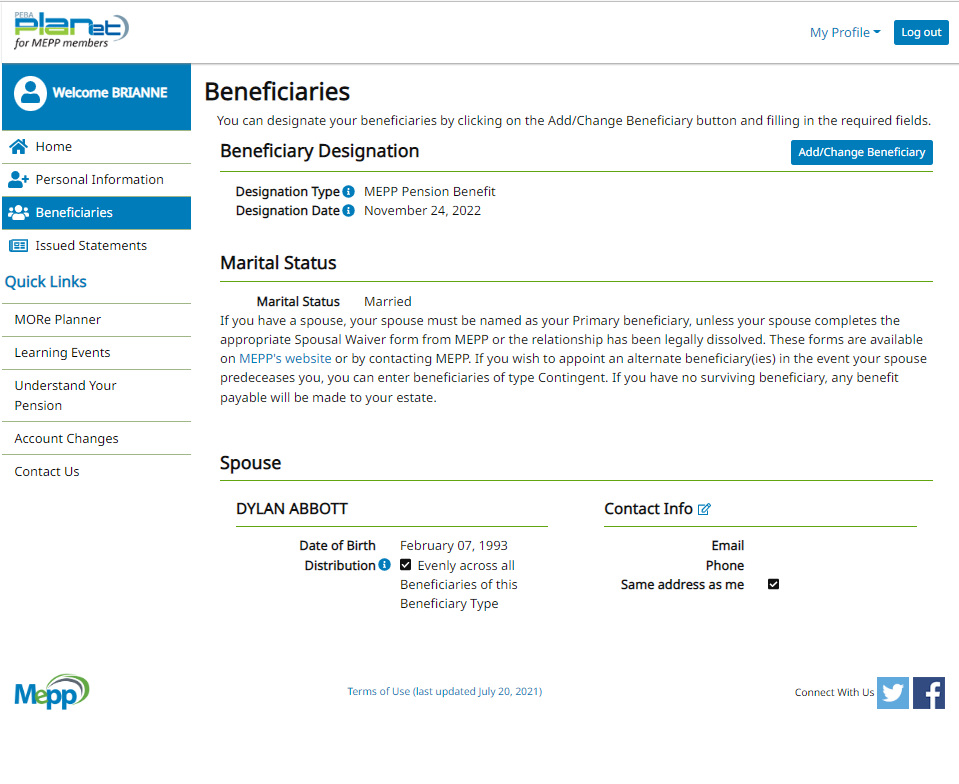 PEBA
planet
for MEPP members
My Profile
Log out
Welcome BRIANNE
Home
Personal Information
Beneficiaries
Issued Statements
Quick Links
MORe Planner
Learning Events
Understand Your
Pension
Account Changes
Contact Us
Beneficiaries
You can designate your beneficiaries by clicking on the Add/Change Beneficiary button and filling in the required fields.
Beneficiary Designation
Add/Change Beneficiary
Designation Type MEPP Pension Benefit
Designation Date November 24, 2022
Marital Status
Marital Status Married
If you have a spouse, your spouse must be named as your Primary beneficiary, unless your spouse completes the
appropriate Spousal Waiver form from MEPP or the relationship has been legally dissolved. These forms are available
on MEPP's website or by contacting MEPP. If you wish to appoint an alternate beneficiary(ies) in the event your spouse
predeceases you, you can enter beneficiaries of type Contingent. If you have no surviving beneficiary, any benefit
payable will be made to your estate.
Spouse
DYLAN ABBOTT
Date of Birth February 07, 1993
Distribution Evenly across all
Beneficiaries of this
Beneficiary Type
Contact Info
Email
Phone
Same address as me
Mepp
Terms of Use (last updated July 20, 2021)
Connect With Us